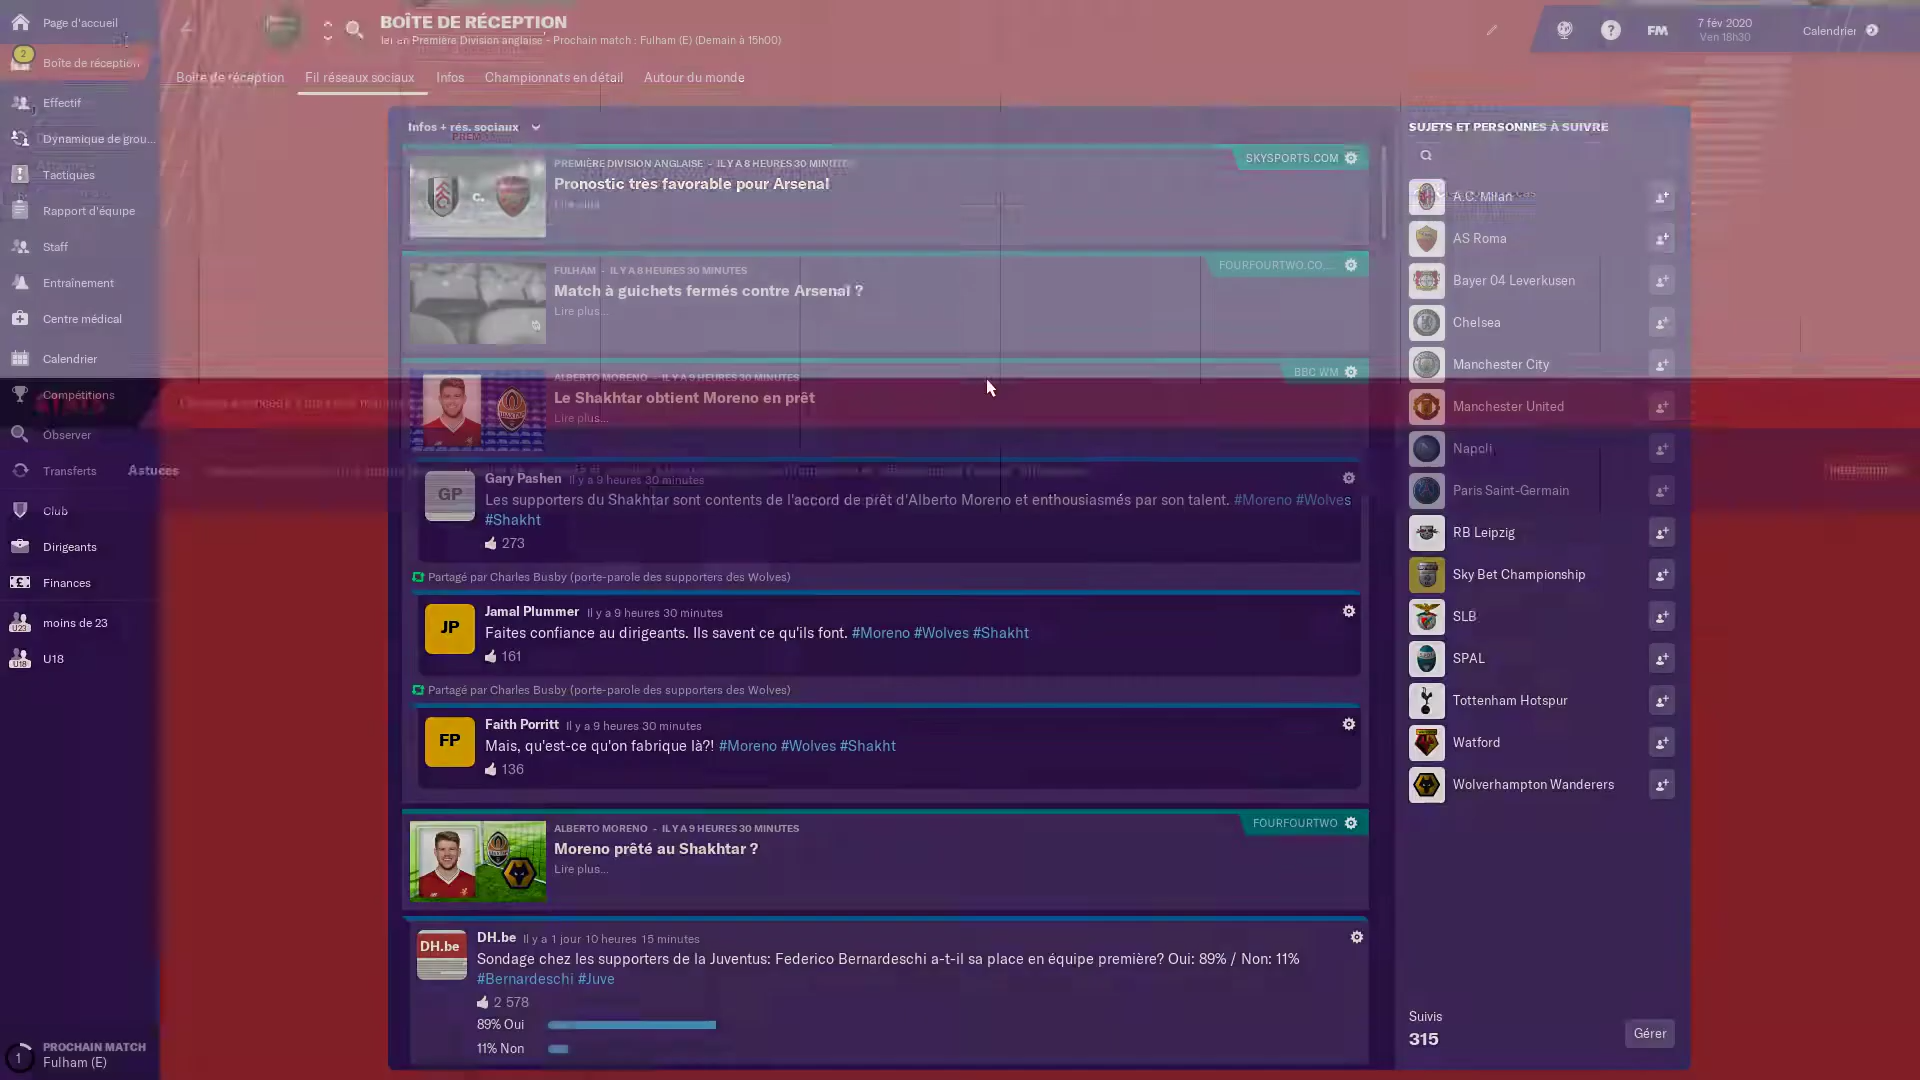 Page d'accueil
BOÎTE DE RÉCEPTION
1er en Première Division anglaise - Prochain match : Fulham (E) (Demain à 15h00)
FM
7 fév 2020
Ven 18h30
Calendrier
2
Boîte de réception
Boîte de réception
Fil réseaux sociaux
Infos
Championnats en détail
Autour du monde
Effectif
Dynamique de grou...
Tactiques
Rapport d'équipe
Staff
Entraînement
Centre médical
Calendrier
Compétitions
Observer
Transferts
Astuces
Club
Dirigeants
Finances
U23
moins de 23
U18
U18
1
PROCHAIN MATCH
Fulham (E)
Infos + rés. sociaux
PREMIÈRE DIVISION ANGLAISE - IL Y A 8 HEURES 30 MINUTES
SKYSPORTS.COM
Pronostic très favorable pour Arsenal
c.
FULHAM - IL Y A 8 HEURES 30 MINUTES
FOURFOURTWO.CO...
Match à guichets fermés contre Arsenal ?
Lire plus...
ALBERTO MORENO - IL Y A 9 HEURES 30 MINUTES
BBC WM
Le Shakhtar obtient Moreno en prêt
Lire plus...
GP
Gary Pashen Il y a 9 heures 30 minutes
Les supporters du Shakhtar sont contents de l'accord de prêt d'Alberto Moreno et enthousiasmés par son talent. #Moreno #Wolves
#Shakht
273
Partagé par Charles Busby (porte-parole des supporters des Wolves)
JP
Jamal Plummer Il y a 9 heures 30 minutes
Faites confiance au dirigeants. Ils savent ce qu'ils font. #Moreno #Wolves #Shakht
161
Partagé par Charles Busby (porte-parole des supporters des Wolves)
FP
Faith Porritt Il y a 9 heures 30 minutes
Mais, qu'est-ce qu'on fabrique là?! #Moreno #Wolves #Shakht
136
ALBERTO MORENO - IL Y A 9 HEURES 30 MINUTES
FOURFOURTWO
Moreno prêté au Shakhtar ?
Lire plus...
DH.be
DH.be Il y a 1 jour 10 heures 15 minutes
Sondage chez les supporters de la Juventus: Federico Bernardeschi a-t-il sa place en équipe première? Oui: 89% / Non: 11%
#Bernardeschi #Juve
2 578
89% Oui
11% Non
SUJETS ET PERSONNES À SUIVRE
A.C. Milan
AS Roma
Bayer 04 Leverkusen
Chelsea
Manchester City
Manchester United
Napoli
Paris Saint-Germain
RB Leipzig
Sky Bet Championship
SLB
SPAL
Tottenham Hotspur
Watford
Wolverhampton Wanderers
Suivis
315
Gérer